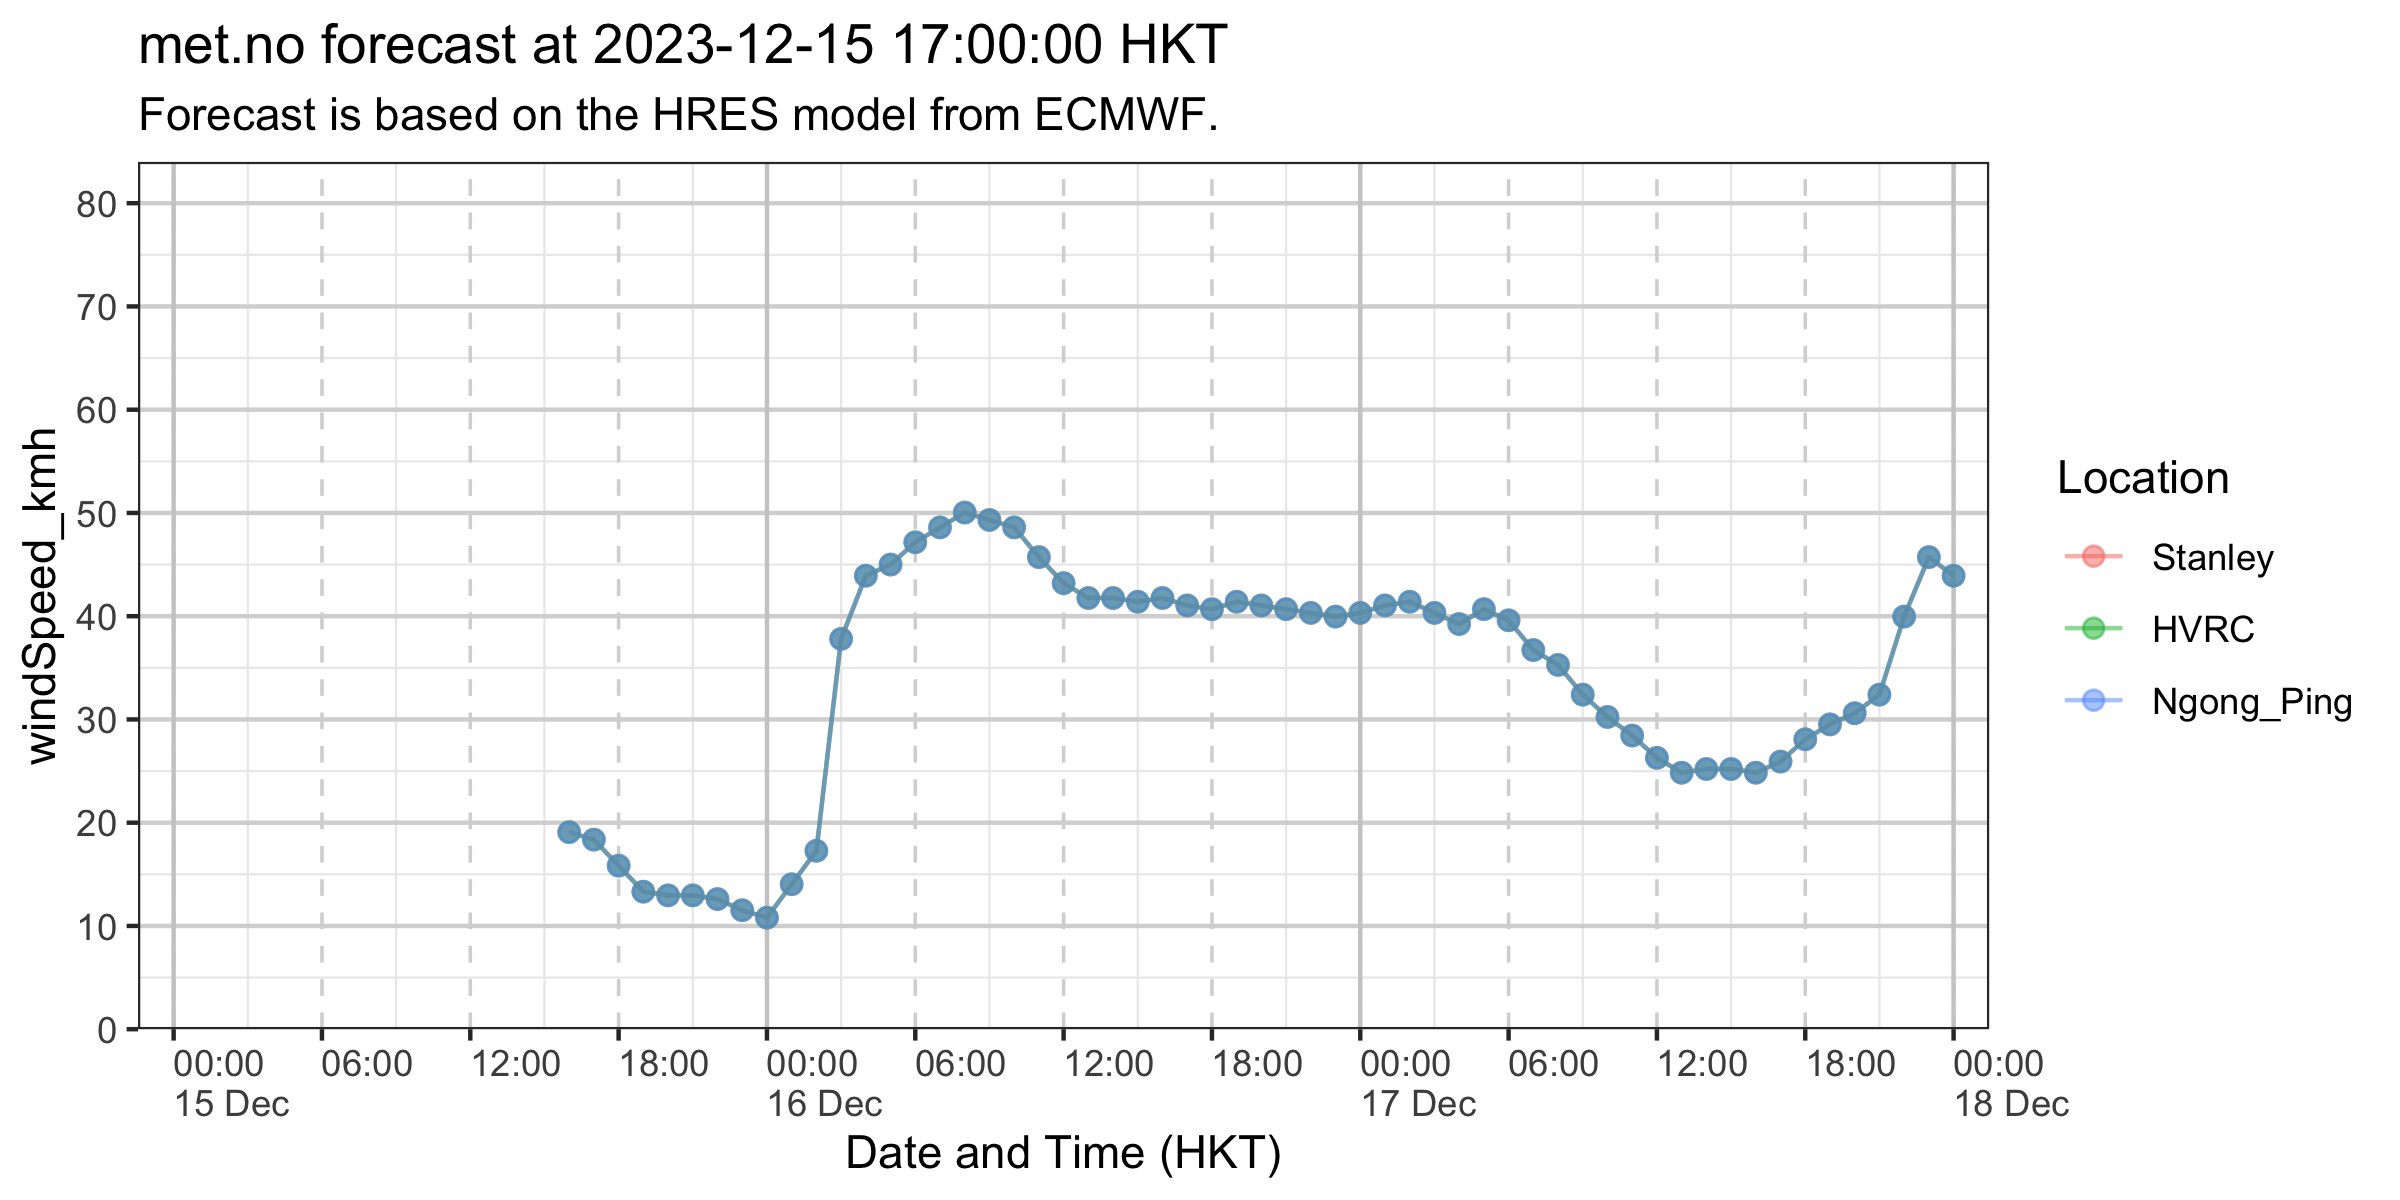 met.no forecast at 2023-12-15 17:00:00 HKT
Forecast is based on the HRES model from ECMWF.
windSpeed_kmh
80
70
60
50
40
30
20
10
0
00:00 06:00 12:00 18:00 00:00 06:00 12:00 18:00 00:00 06:00 12:00 18:00 00:00
15 Dec 16 Dec 17 Dec 18 Dec
Date and Time (HKT)
Location
Stanley
HVRC
Ngong_Ping